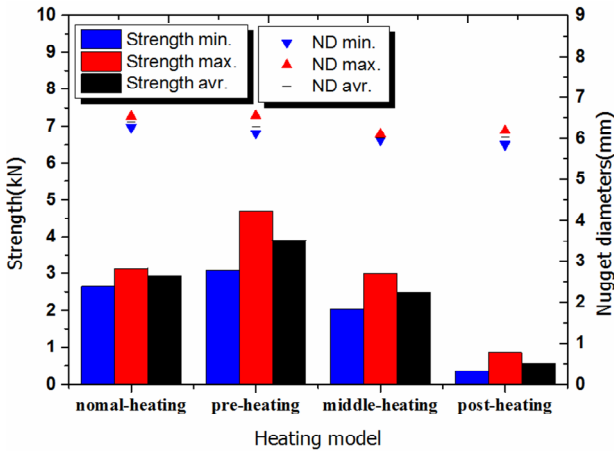 Strength min.
Strength max.
Strength avr.
ND min.
ND max.
ND avr.
Strength(kN)
10
9
8
7
6
5
4
3
2
1
0
Nugget diameters(mm)
9
8
7
6
5
4
3
2
1
0
nomal-heating pre-heating middle-heating post-heating
Heating model